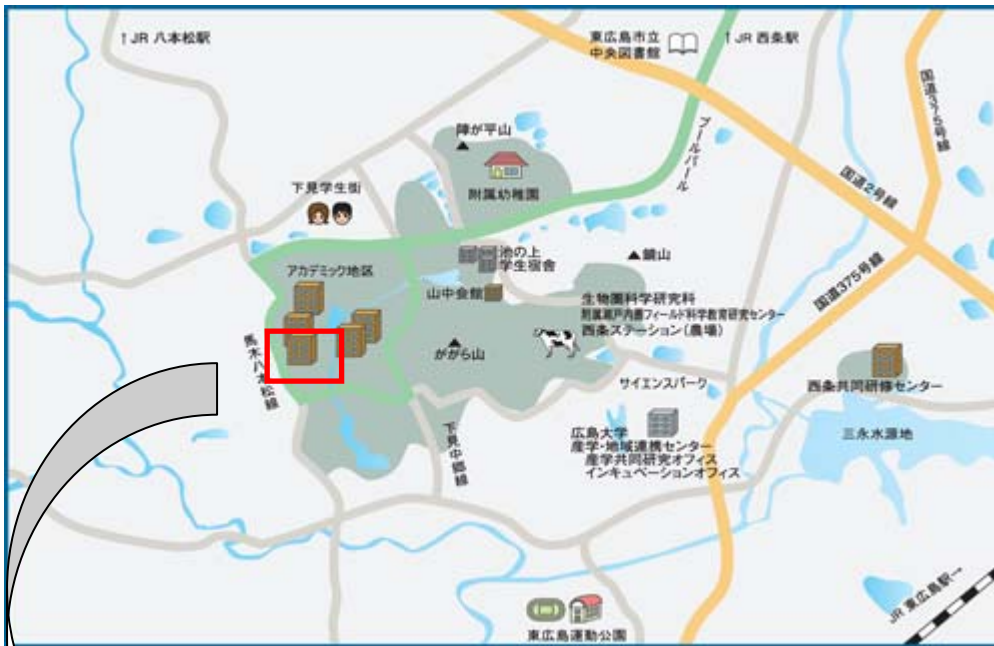 ↑JR 八本松駅
東広島市立
中央図書館
↑JR 西条駅
国道375号線
陣が平山
ブールバール
附属幼稚園
下見学生街
国道2号線
池の上
学生宿舎
鏡山
アカデミック地区
山中会館
生物圏科学研究科
附属瀬戸内圏フィールド科学教育研究センター
西条ステーション(農場)
国道375号線
馬木八本松線
ががら山
サイエンスパーク
西条共同研修センター
下見中郷線
広島大学
産学・地域連携センター
産学共同研究オフィス
インキュベーションオフィス
三永水源地
JR 東広島駅→
東広島運動公園